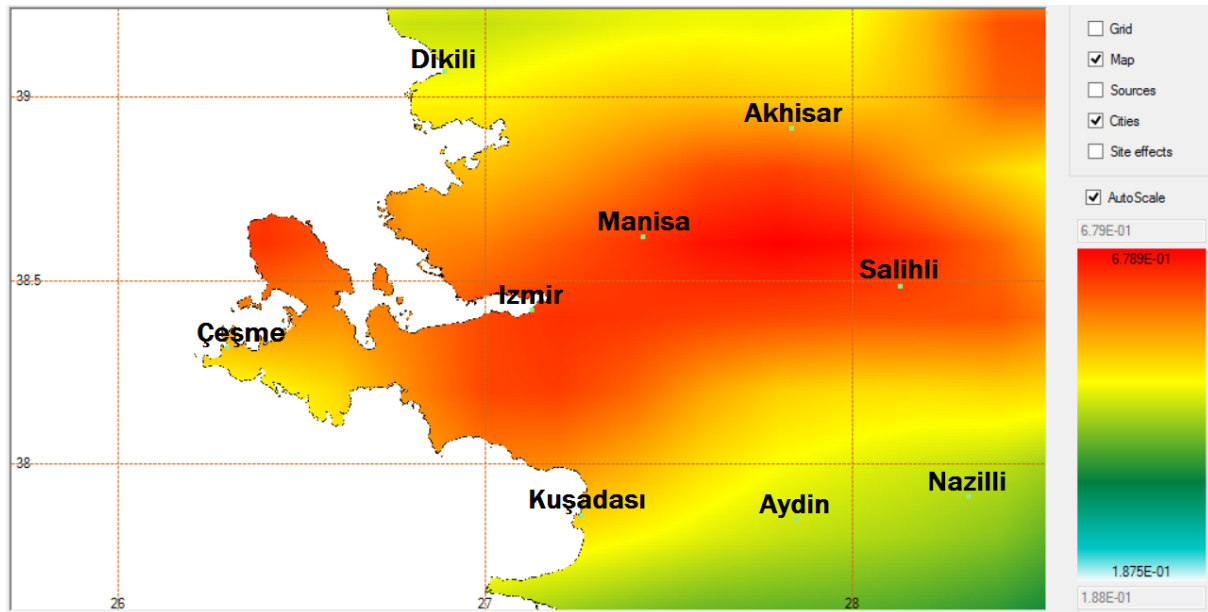 Dikili
39
Akhisar
Manisa
Salihli
38.5
Izmir
Çeşme
38
Kuşadası
Aydin
Nazilli
26
27
28
Grid
Map
Sources
Cities
Site effects
AutoScale
6.79E-01
6.789E-01
1.875E-01
1.88E-01